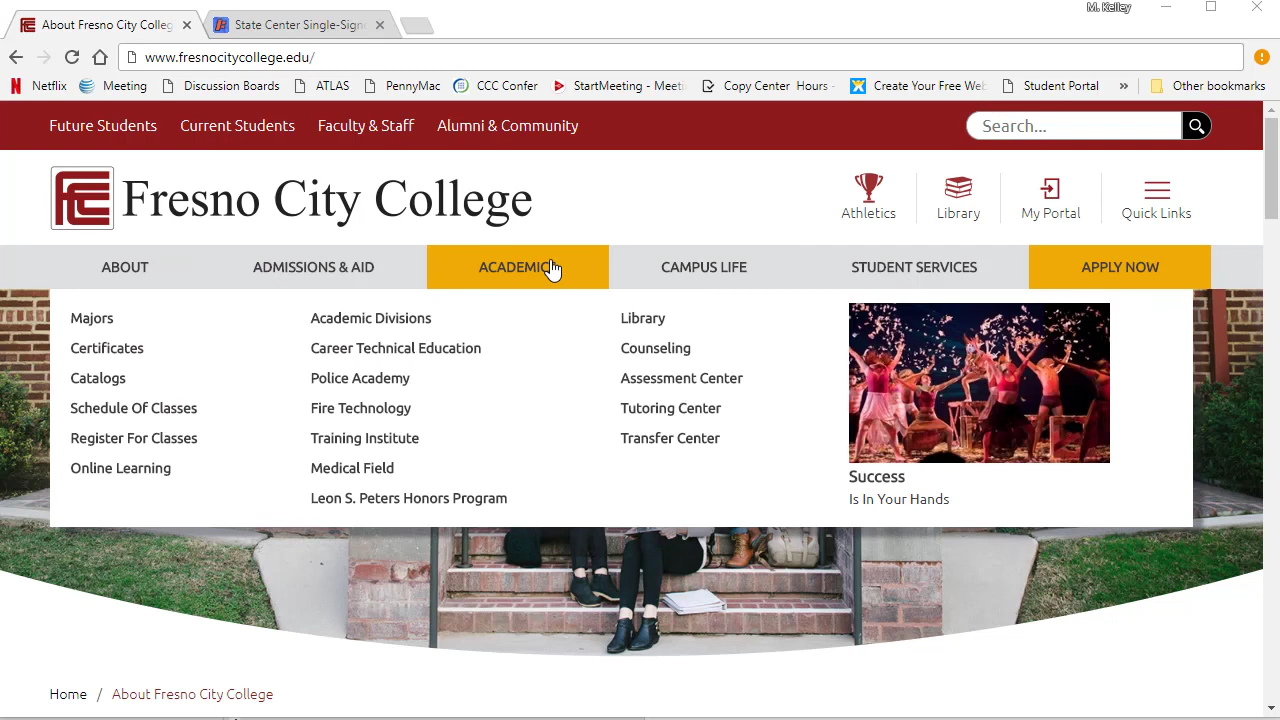 M. Kelley
About Fresno City Colleg
State Center Single-Sign
www.fresnocitycollege.edu/
Netflix Meeting Discussion Boards ATLAS PennyMac CCC Confer StartMeeting - Meeti Copy Center Hours - Create Your Free Web Student Portal » Other bookmarks
Future Students Current Students Faculty & Staff Alumni & Community Search...
FCC Fresno City College
Athletics Library My Portal Quick Links
ABOUT ADMISSIONS & AID ACADEMIC CAMPUS LIFE STUDENT SERVICES APPLY NOW
Majors
Certificates
Catalogs
Schedule Of Classes
Register For Classes
Online Learning
Academic Divisions
Career Technical Education
Police Academy
Fire Technology
Training Institute
Medical Field
Leon S. Peters Honors Program
Library
Counseling
Assessment Center
Tutoring Center
Transfer Center
Success
Is In Your Hands
Home / About Fresno City College